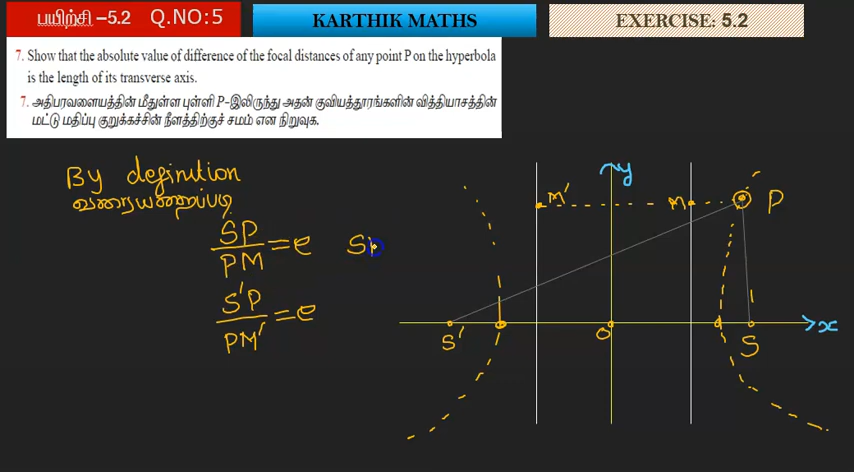 பயிற்சி –5.2 Q.NO:5
KARTHIK MATHS
EXERCISE: 5.2
7. Show that the absolute value of difference of the focal distances of any point P on the hyperbola
is the length of its transverse axis.
7. அதிபரவளையத்தின் மீதுள்ள புள்ளி P-இலிருந்து அதன் குவியத்தூரங்களின் வித்தியாசத்தின்
மட்டு மதிப்பு குறுக்கச்சின் நீளத்திற்குச் சமம் என நிறுவுக.
By definition
வரையறைப்படி
SP/PM = e SP
S'P/PM' = e
y
M' M P
S' O S x